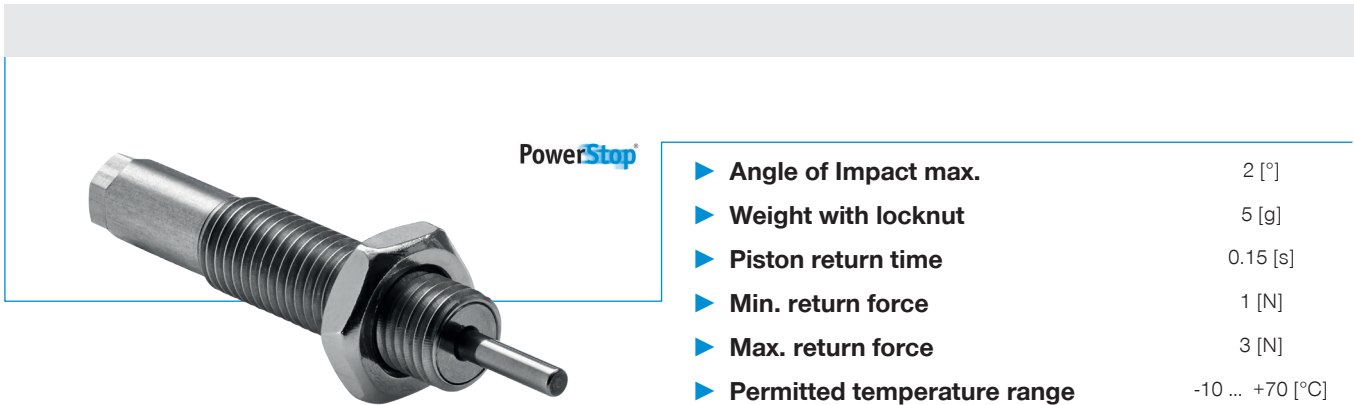 PowerStop®
Angle of Impact max. 2 [°]
Weight with locknut 5 [g]
Piston return time 0.15 [s]
Min. return force 1 [N]
Max. return force 3 [N]
Permitted temperature range -10 ... +70 [°C]